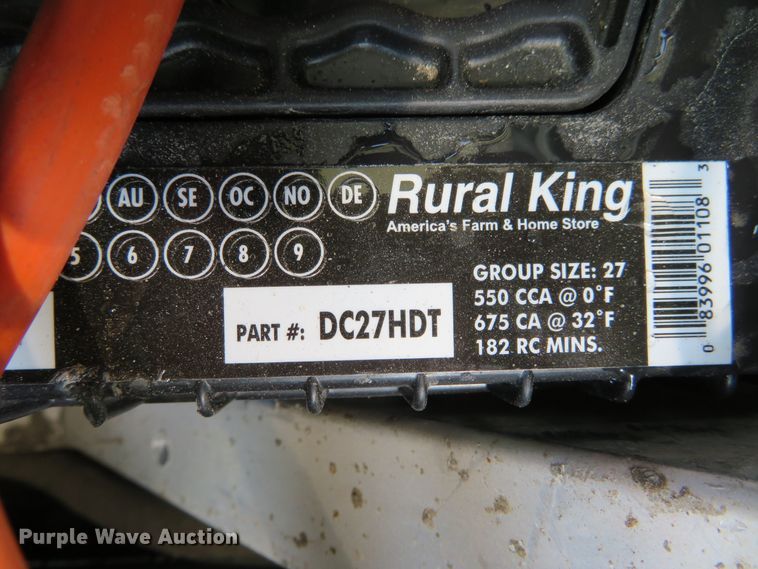 AU SE OC NO DE
Rural King
America's Farm & Home Store
5 6 7 8 9
GROUP SIZE: 27
550 CCA @ 0°F
675 CA @ 32°F
182 RC MINS.
PART #: DC27HDT
0 83996 01108 3
Purple Wave Auction